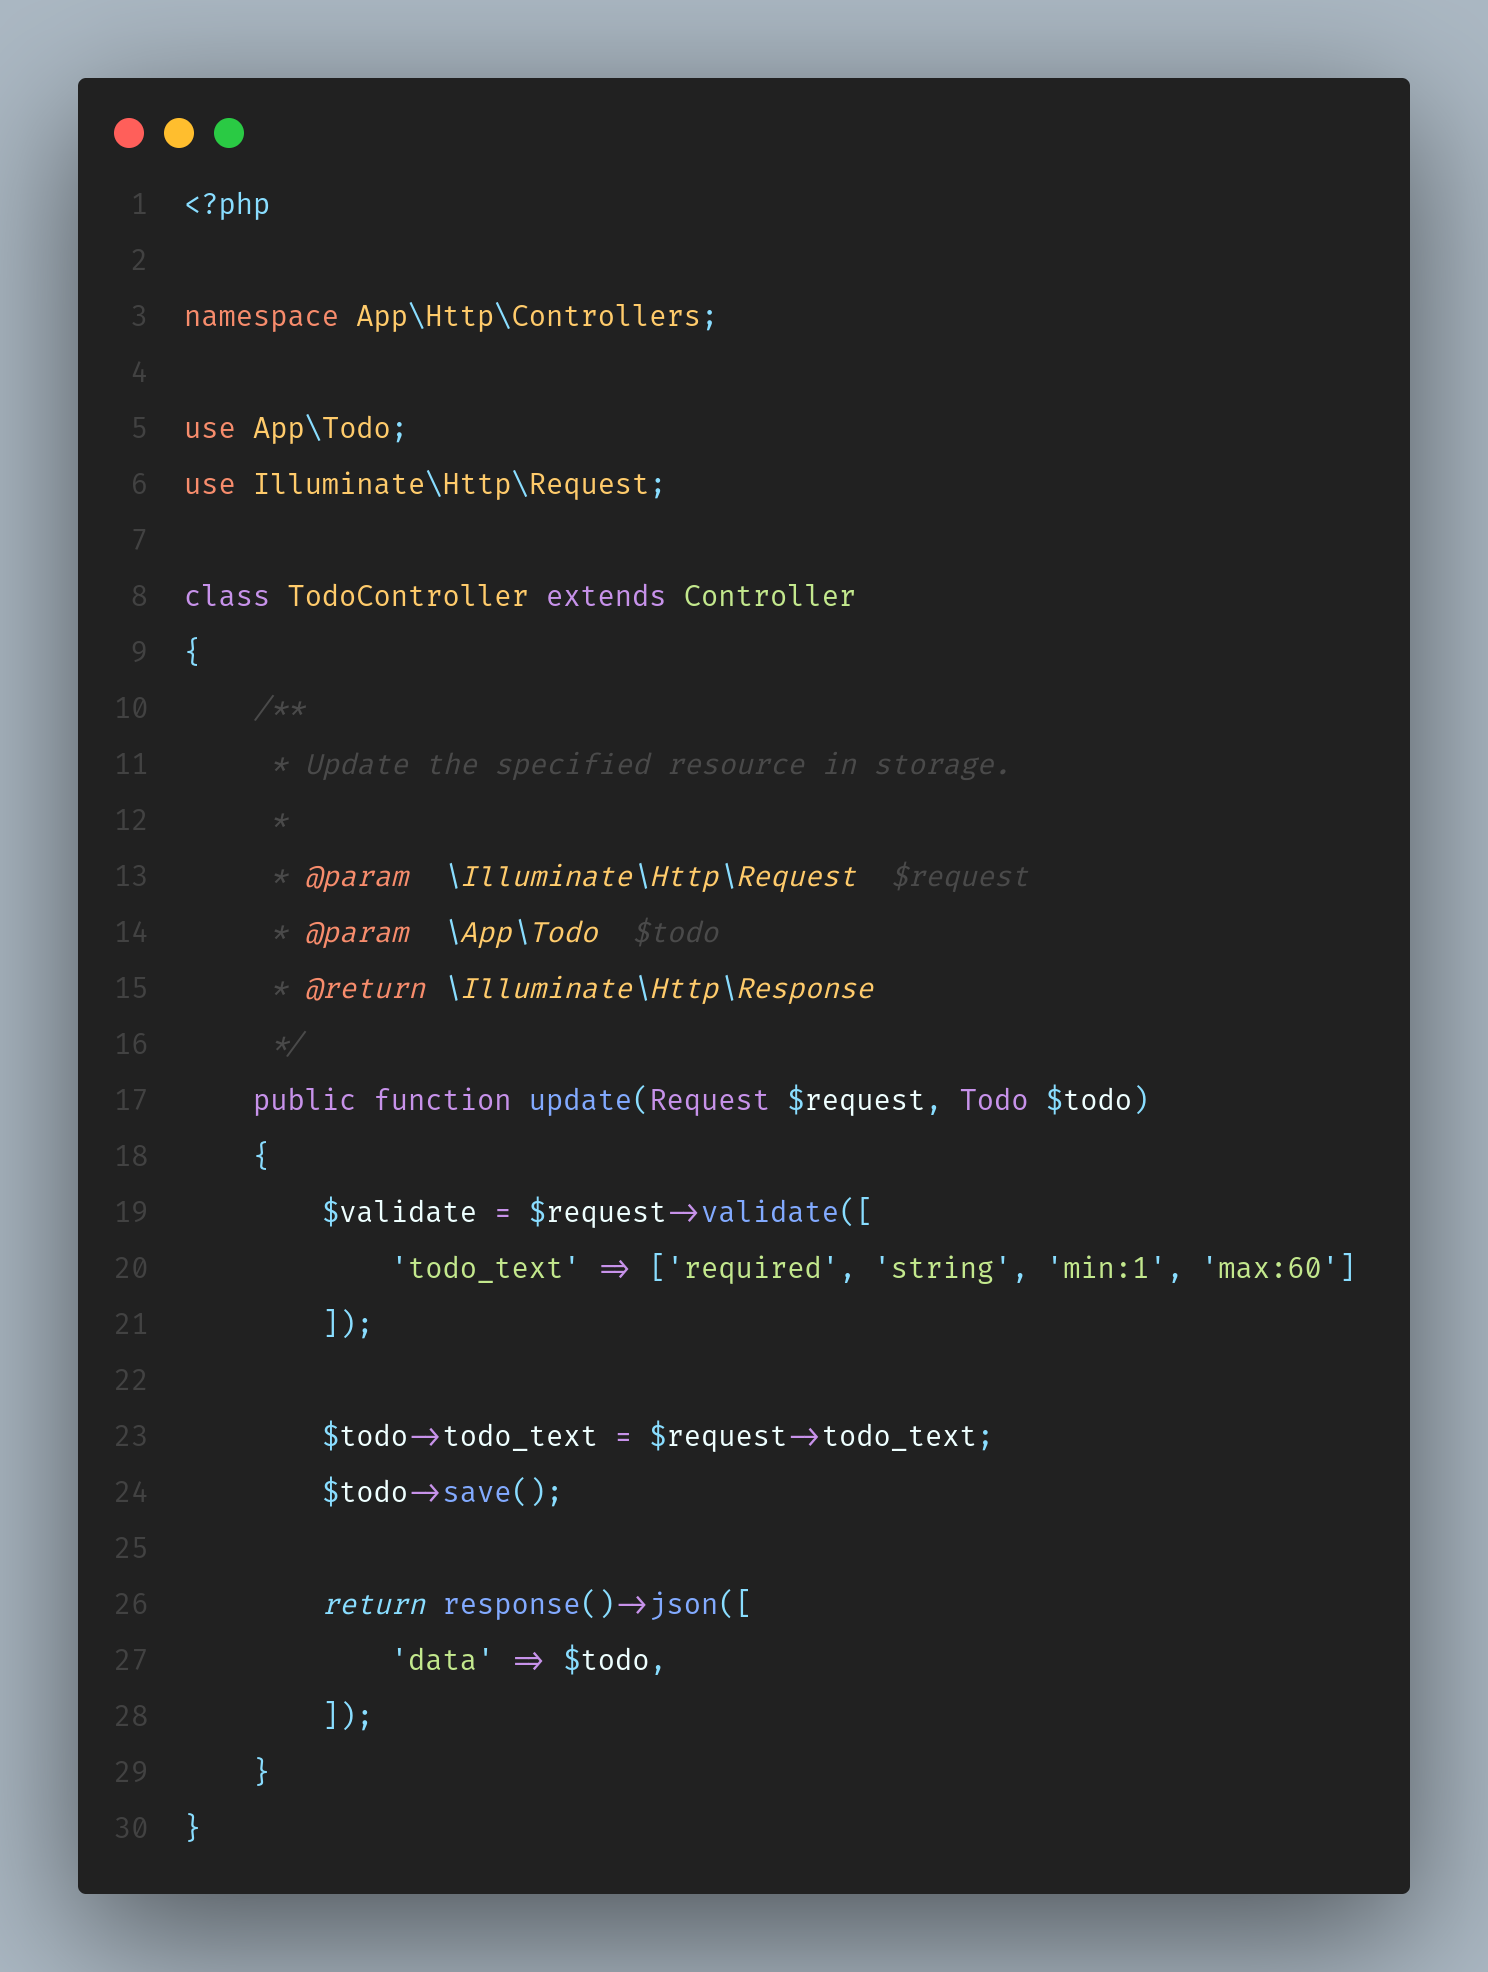 1 <?php
2
3 namespace App\Http\Controllers;
4
5 use App\Todo;
6 use Illuminate\Http\Request;
7
8 class TodoController extends Controller
9 {
10     /**
11      * Update the specified resource in storage.
12      *
13      * @param  \Illuminate\Http\Request  $request
14      * @param  \App\Todo  $todo
15      * @return \Illuminate\Http\Response
16      */
17     public function update(Request $request, Todo $todo)
18     {
19         $validate = $request->validate([
20             'todo_text' => ['required', 'string', 'min:1', 'max:60']
21         ]);
22
23         $todo->todo_text = $request->todo_text;
24         $todo->save();
25
26         return response()->json([
27             'data' => $todo,
28         ]);
29     }
30 }